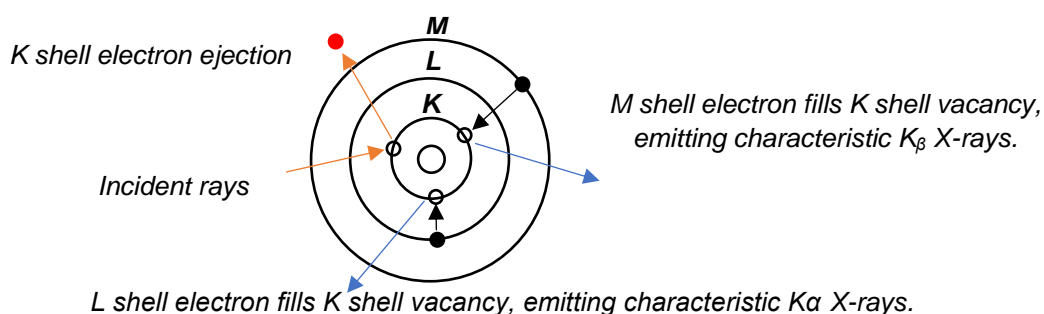 M
K shell electron ejection
L
K
M shell electron fills K shell vacancy,
emitting characteristic Kᵦ X-rays.
Incident rays
L shell electron fills K shell vacancy, emitting characteristic Kα X-rays.